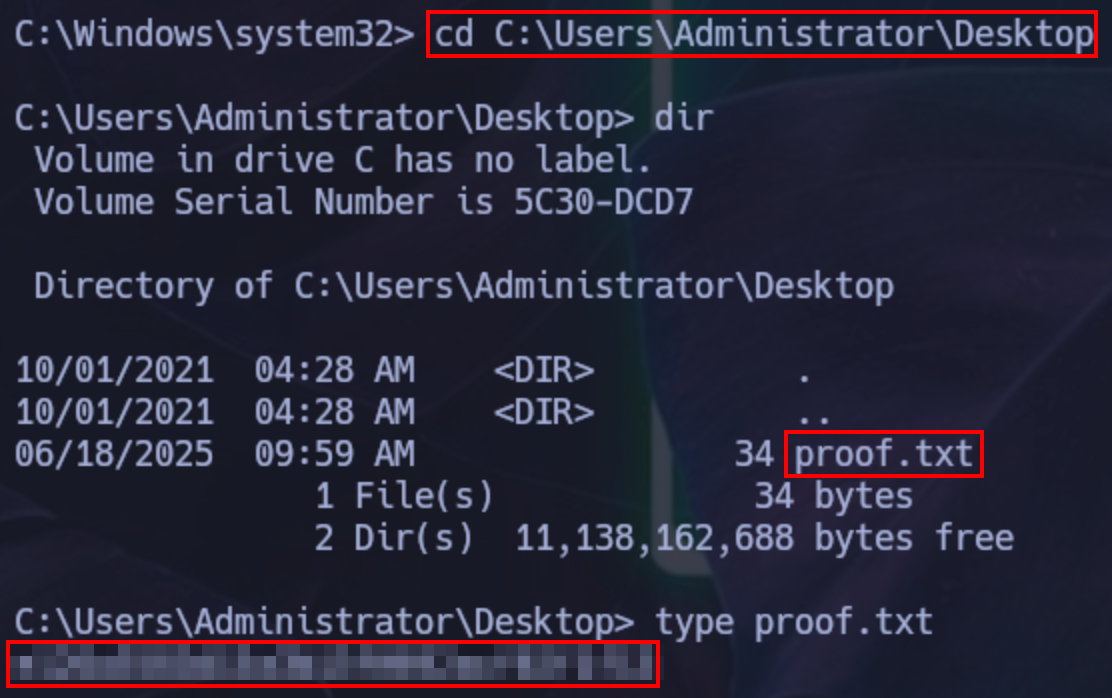 C:\Windows\system32> cd C:\Users\Administrator\Desktop
C:\Users\Administrator\Desktop> dir
Volume in drive C has no label.
Volume Serial Number is 5C30-DCD7
Directory of C:\Users\Administrator\Desktop
10/01/2021  04:28 AM    <DIR>          .
10/01/2021  04:28 AM    <DIR>          ..
06/18/2025  09:59 AM                34 proof.txt
1 File(s)             34 bytes
2 Dir(s)  11,138,162,688 bytes free
C:\Users\Administrator\Desktop> type proof.txt